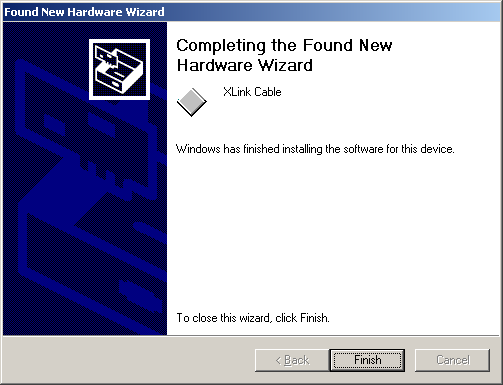 Found New Hardware Wizard
Completing the Found New
Hardware Wizard
XLink Cable
Windows has finished installing the software for this device.
To close this wizard, click Finish.
< Back
Finish
Cancel